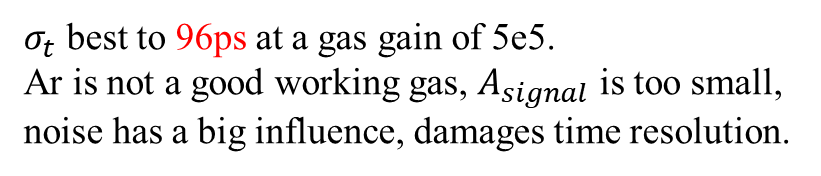 σₜ best to 96ps at a gas gain of 5e5.
Ar is not a good working gas, A_signal is too small,
noise has a big influence, damages time resolution.